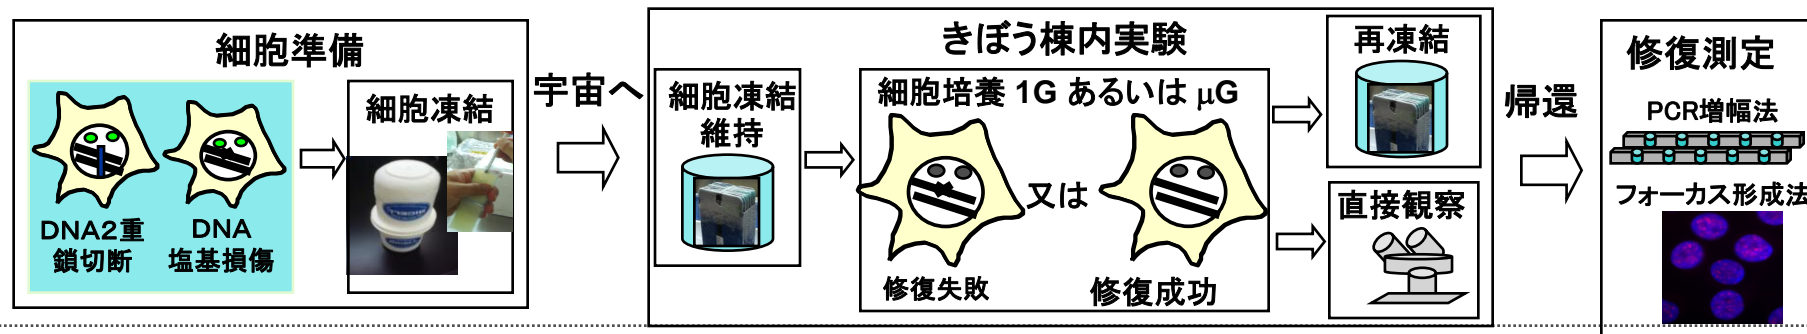 細胞準備
DNA2重
鎖切断
DNA
塩基損傷
細胞凍結
宇宙へ
きぼう棟内実験
細胞凍結
維持
細胞培養 1G あるいは μG
又は
修復失敗
修復成功
再凍結
直接観察
帰還
修復測定
PCR増幅法
フォーカス形成法